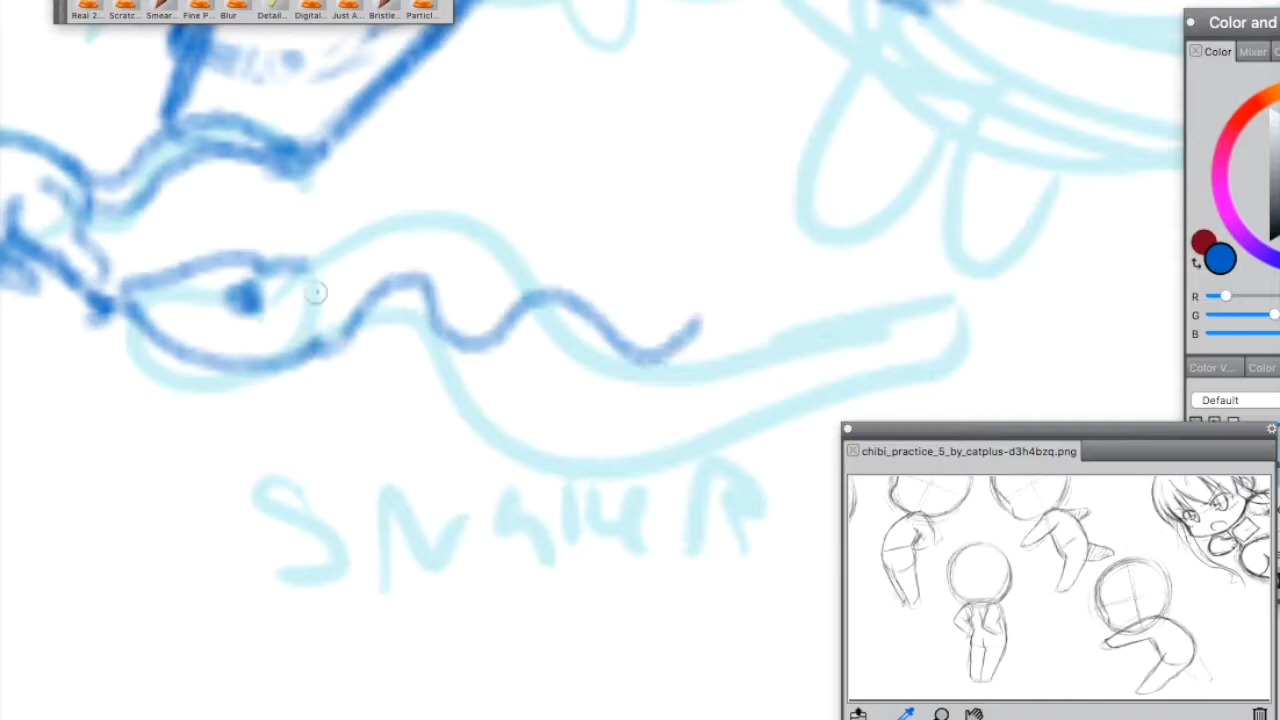 Real 2... Scratc... Smear... Fine P... Blur Detail... Digital... Just A... Bristle... Particl...
Color and
Color Mixer
R
G
B
Color V... Color
Default
chibi_practice_5_by_catplus-d3h4bzq.png